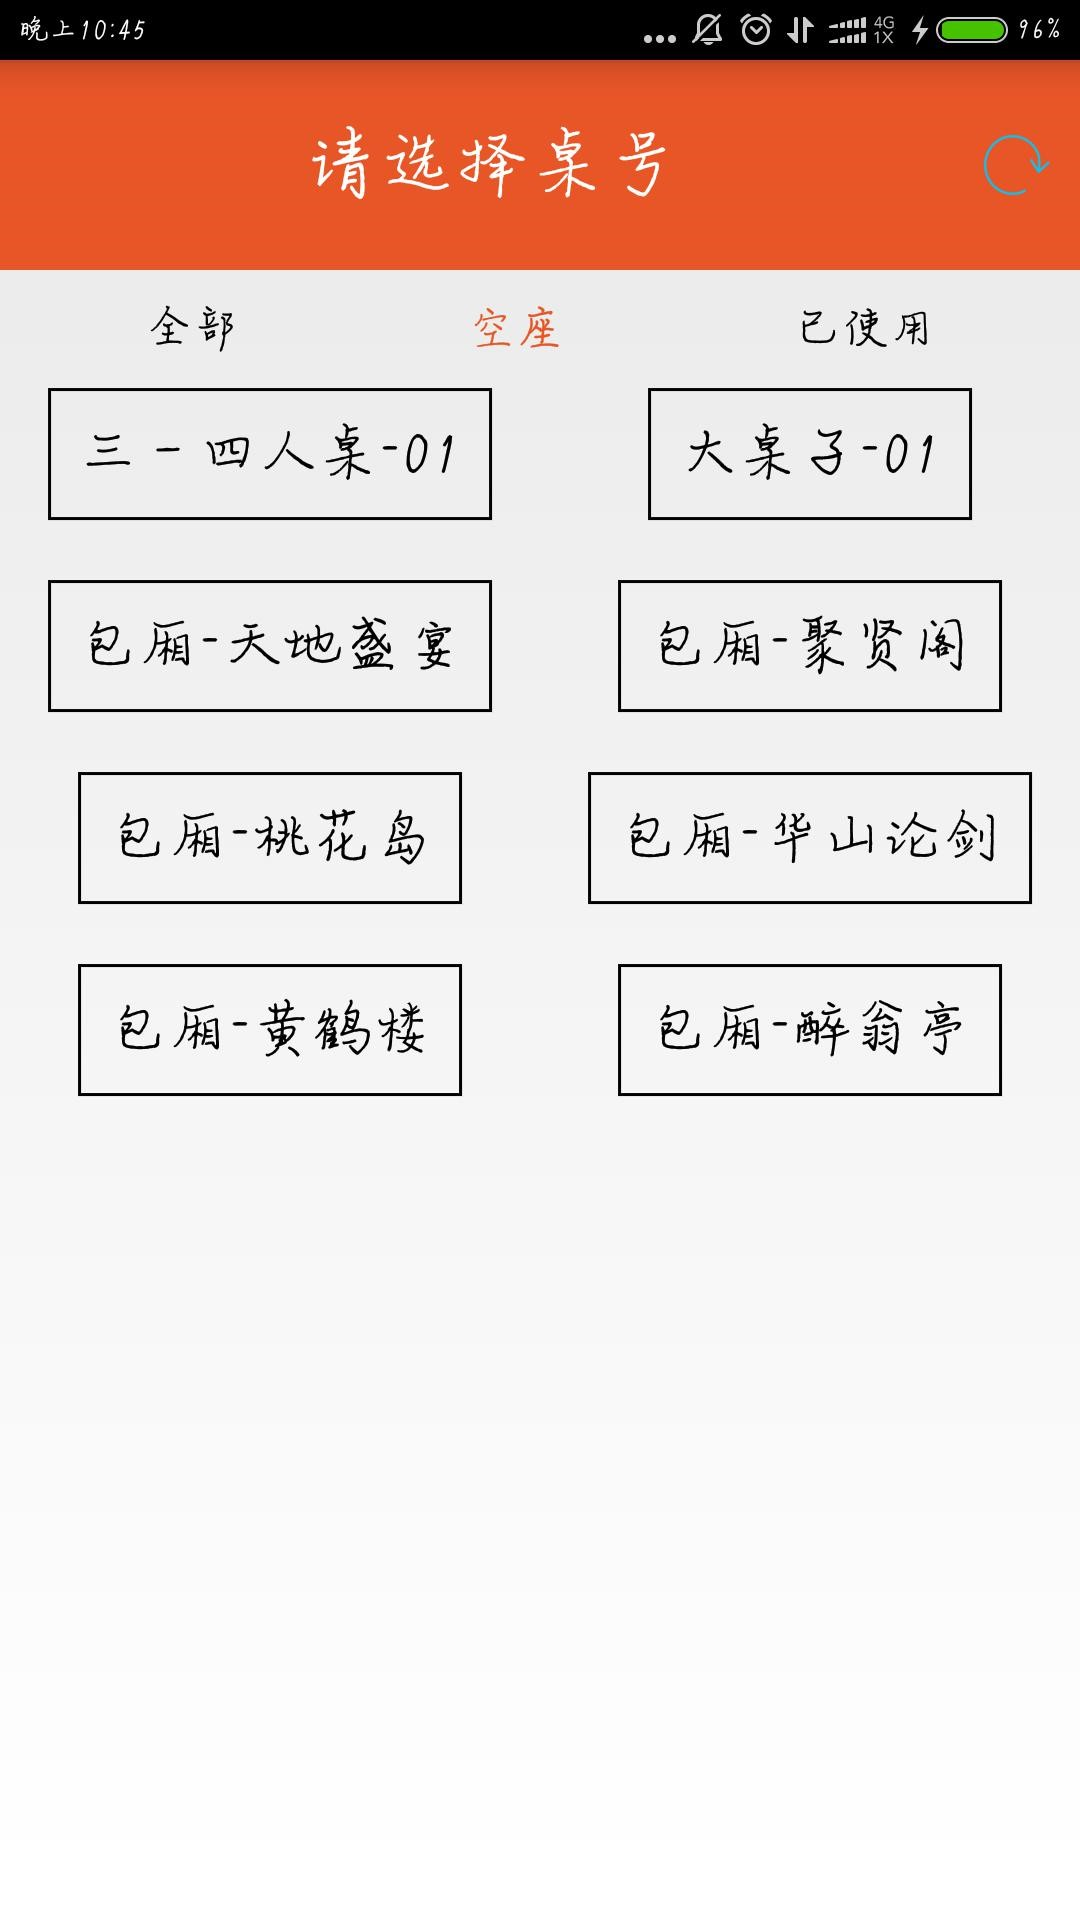 晚上10:45
4G
1X
96%
请选择桌号
全部 空座 已使用
三一四人桌-01 大桌子-01
包厢-天地盛宴 包厢-聚贤阁
包厢-桃花岛 包厢-华山论剑
包厢-黄鹤楼 包厢-醉翁亭